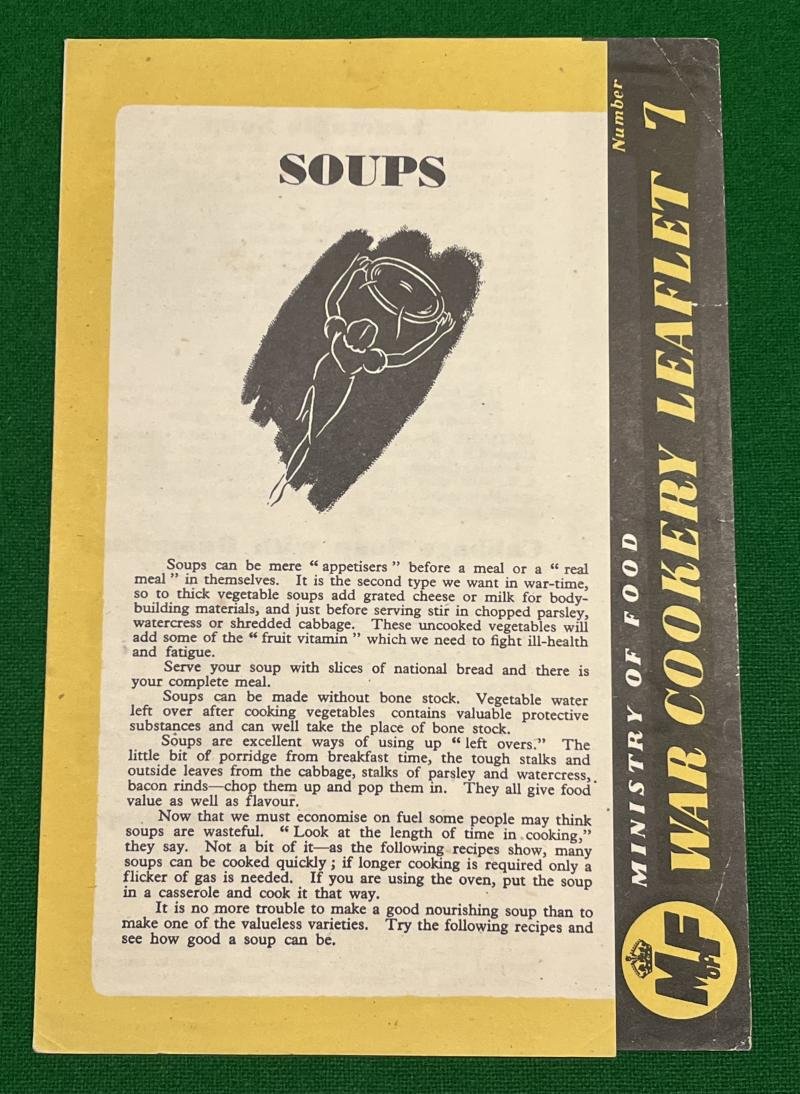 SOUPS
Soups can be mere “ appetisers ” before a meal or a “ real
meal ” in themselves. It is the second type we want in war-time,
so to thick vegetable soups add grated cheese or milk for body-
building materials, and just before serving stir in chopped parsley,
watercress or shredded cabbage. These uncooked vegetables will
add some of the “ fruit vitamin ” which we need to fight ill-health
and fatigue.
Serve your soup with slices of national bread and there is
your complete meal.
Soups can be made without bone stock. Vegetable water
left over after cooking vegetables contains valuable protective
substances and can well take the place of bone stock.
Soups are excellent ways of using up “ left overs.” The
little bit of porridge from breakfast time, the tough stalks and
outside leaves from the cabbage, stalks of parsley and watercress,
bacon rinds—chop them up and pop them in. They all give food
value as well as flavour.
Now that we must economise on fuel some people may think
soups are wasteful. “ Look at the length of time in cooking,”
they say. Not a bit of it—as the following recipes show, many
soups can be cooked quickly ; if longer cooking is required only a
flicker of gas is needed. If you are using the oven, put the soup
in a casserole and cook it that way.
It is no more trouble to make a good nourishing soup than to
make one of the valueless varieties. Try the following recipes and
see how good a soup can be.
MINISTRY OF FOOD
WAR COOKERY LEAFLET
Number
7
M OF F